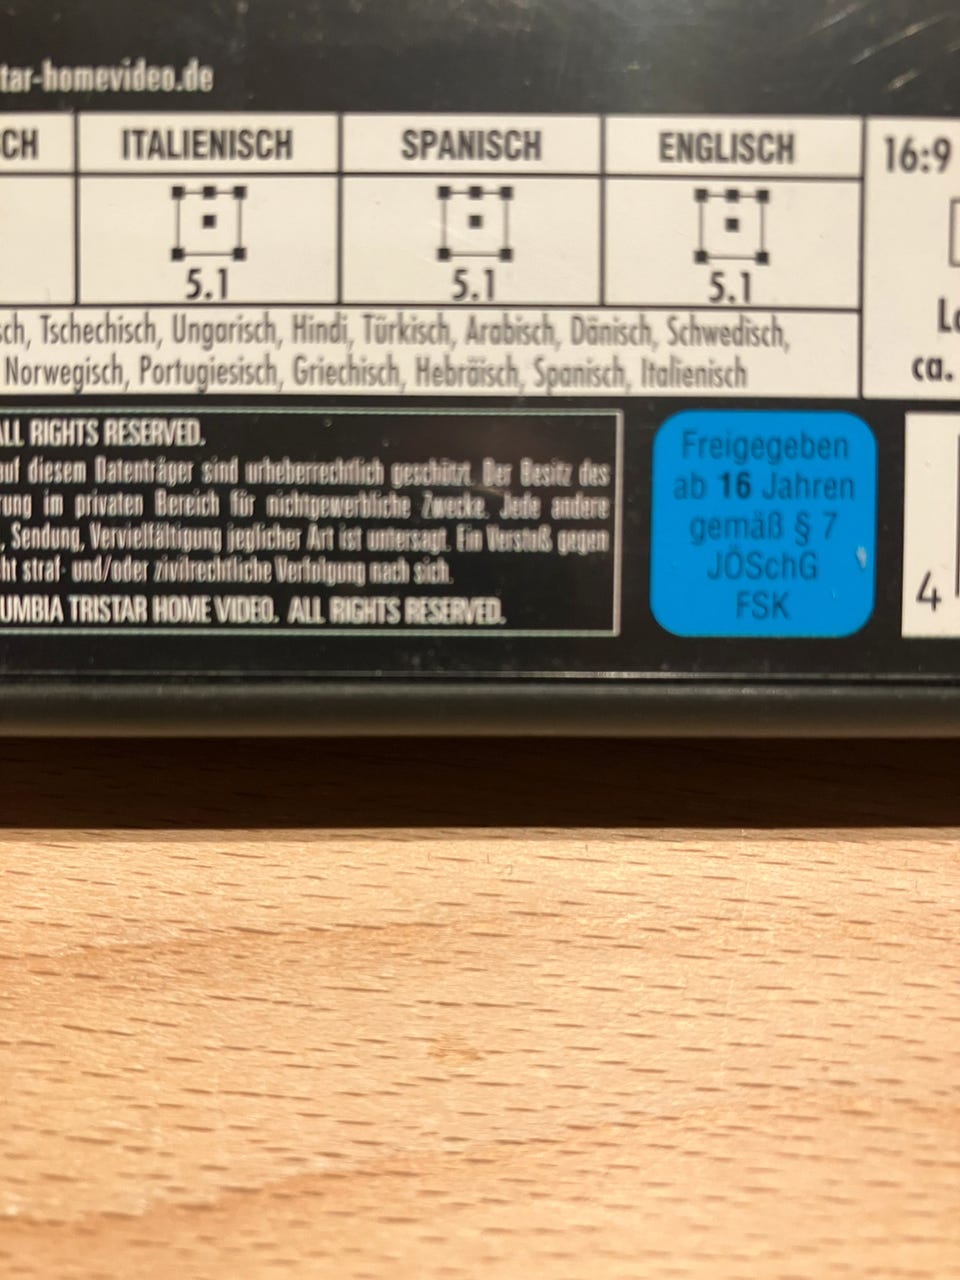 tar-homevideo.de
CH ITALIENISCH SPANISCH ENGLISCH 16:9
5.1 5.1 5.1
sch, Tschechisch, Ungarisch, Hindi, Türkisch, Arabisch, Dänisch, Schwedisch,
Norwegisch, Portugiesisch, Griechisch, Hebräisch, Spanisch, Italienisch
La
ca.
ALL RIGHTS RESERVED.
auf diesem Datenträger sind urheberrechtlich geschützt. Der Besitz des
rung im privaten Bereich für nichtgewerbliche Zwecke. Jede andere
, Sendung, Vervielfältigung jeglicher Art ist untersagt. Ein Verstoß gegen
ht straf- und/oder zivilrechtliche Verfolgung nach sich.
UMBIA TRISTAR HOME VIDEO. ALL RIGHTS RESERVED.
Freigegeben
ab 16 Jahren
gemäß § 7
JÖSchG
FSK
4